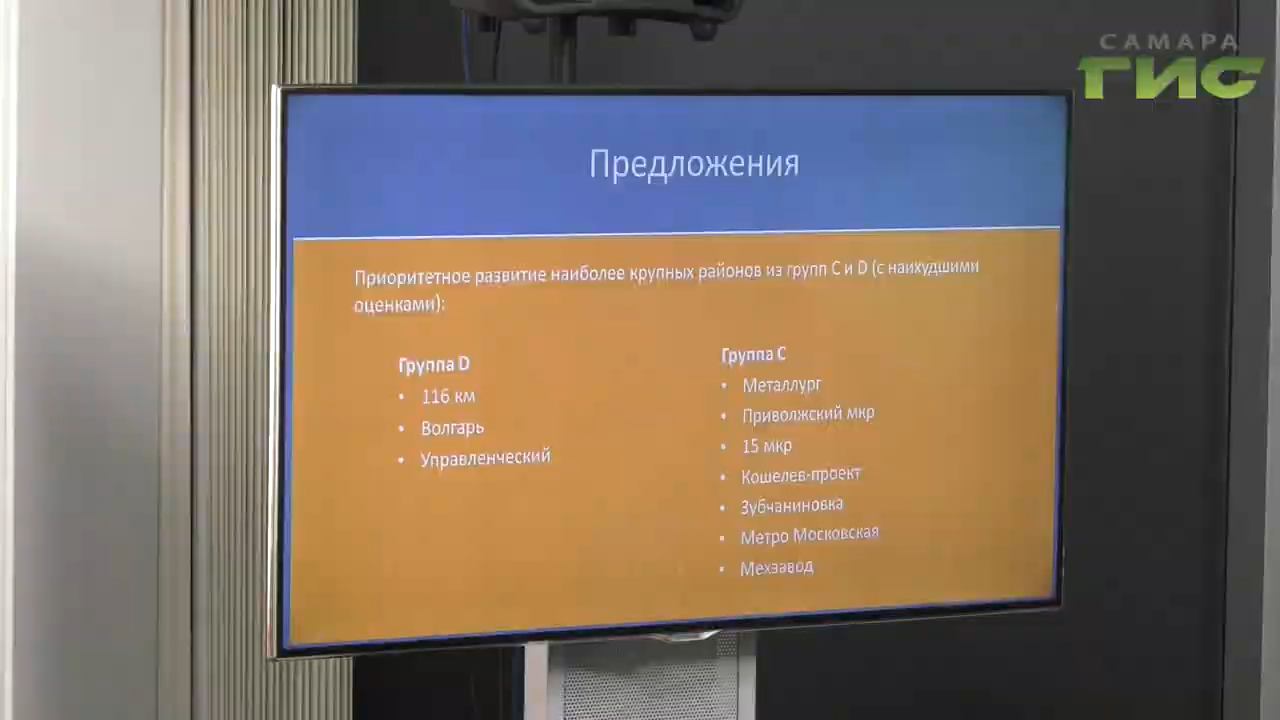 САМАРА
ГИС
Предложения
Приоритетное развитие наиболее крупных районов из групп C и D (с наихудшими
оценками):
Группа D
• 116 км
• Волгарь
• Управленческий
Группа C
• Металлург
• Приволжский мкр
• 15 мкр
• Кошелев-проект
• Зубчаниновка
• Метро Московская
• Мехзавод